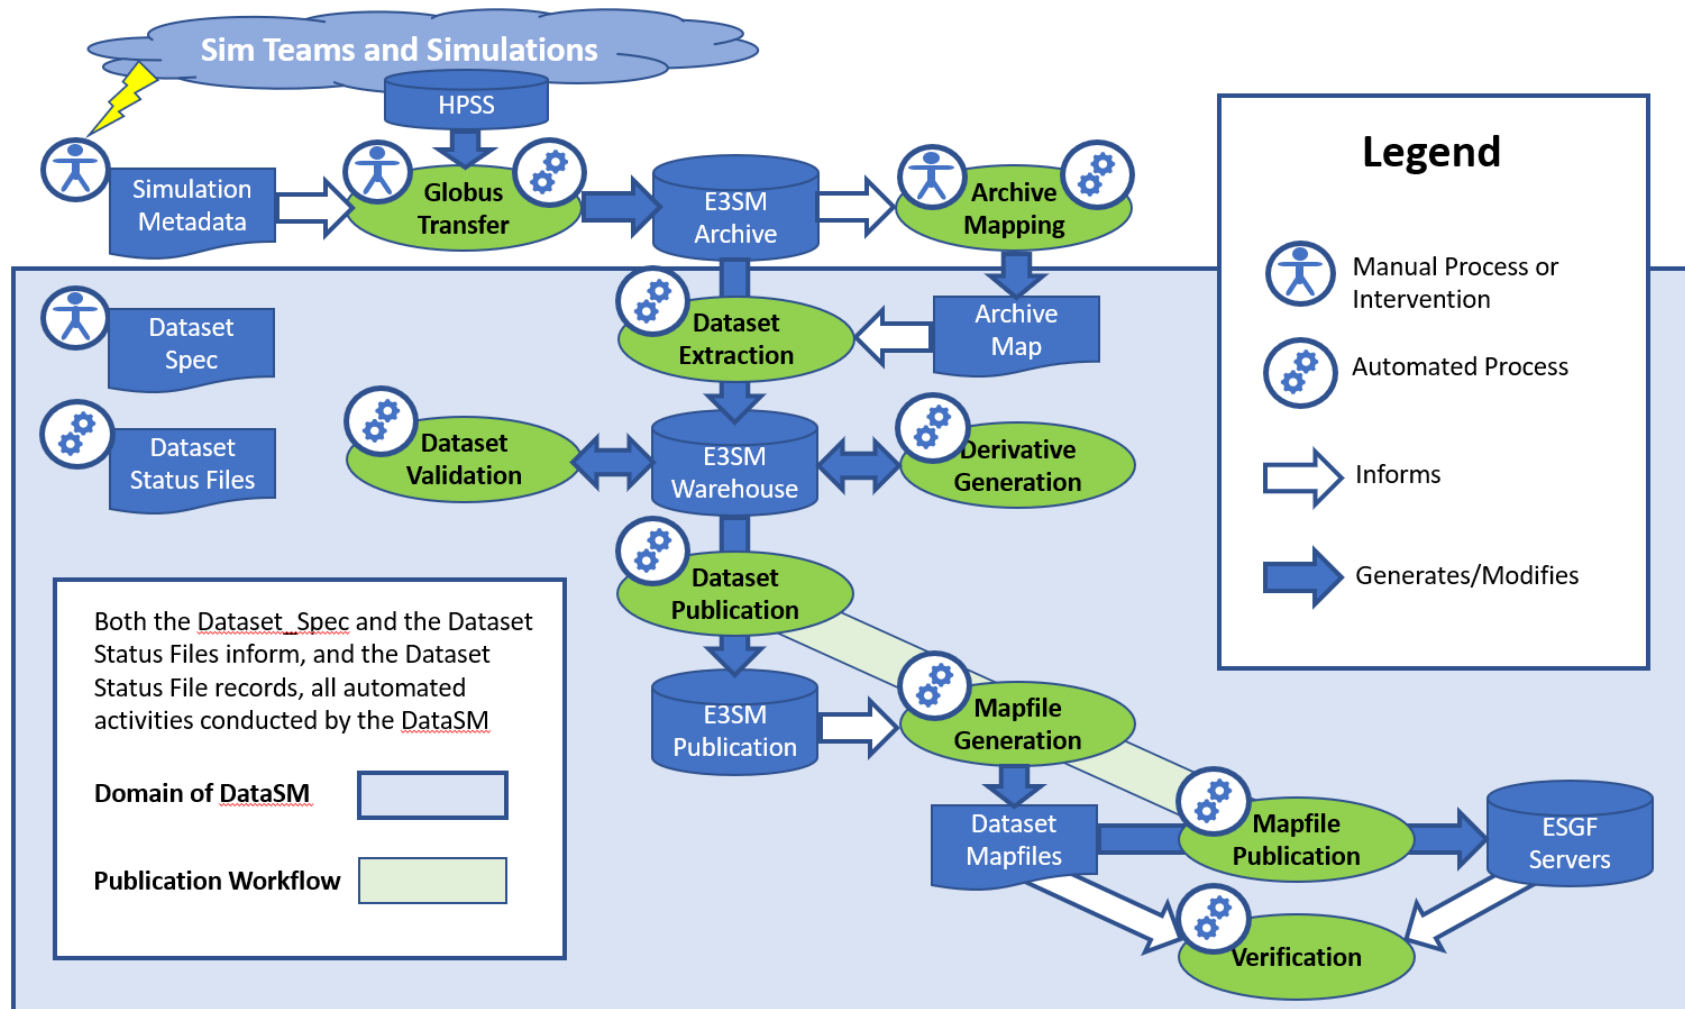 Sim Teams and Simulations
HPSS
Simulation
Metadata
Globus
Transfer
E3SM
Archive
Archive
Mapping
Legend
Manual Process or
Intervention
Automated Process
Informs
Generates/Modifies
Dataset
Spec
Dataset
Extraction
Archive
Map
Dataset
Status Files
Dataset
Validation
E3SM
Warehouse
Derivative
Generation
Dataset
Publication
Both the Dataset_Spec and the Dataset
Status Files inform, and the Dataset
Status File records, all automated
activities conducted by the DataSM
Domain of DataSM
Publication Workflow
E3SM
Publication
Mapfile
Generation
Dataset
Mapfiles
Mapfile
Publication
ESGF
Servers
Verification